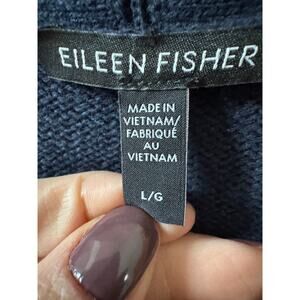 EILEEN FISHER
MADE IN
VIETNAM/
FABRIQUÉ
AU
VIETNAM
L/G